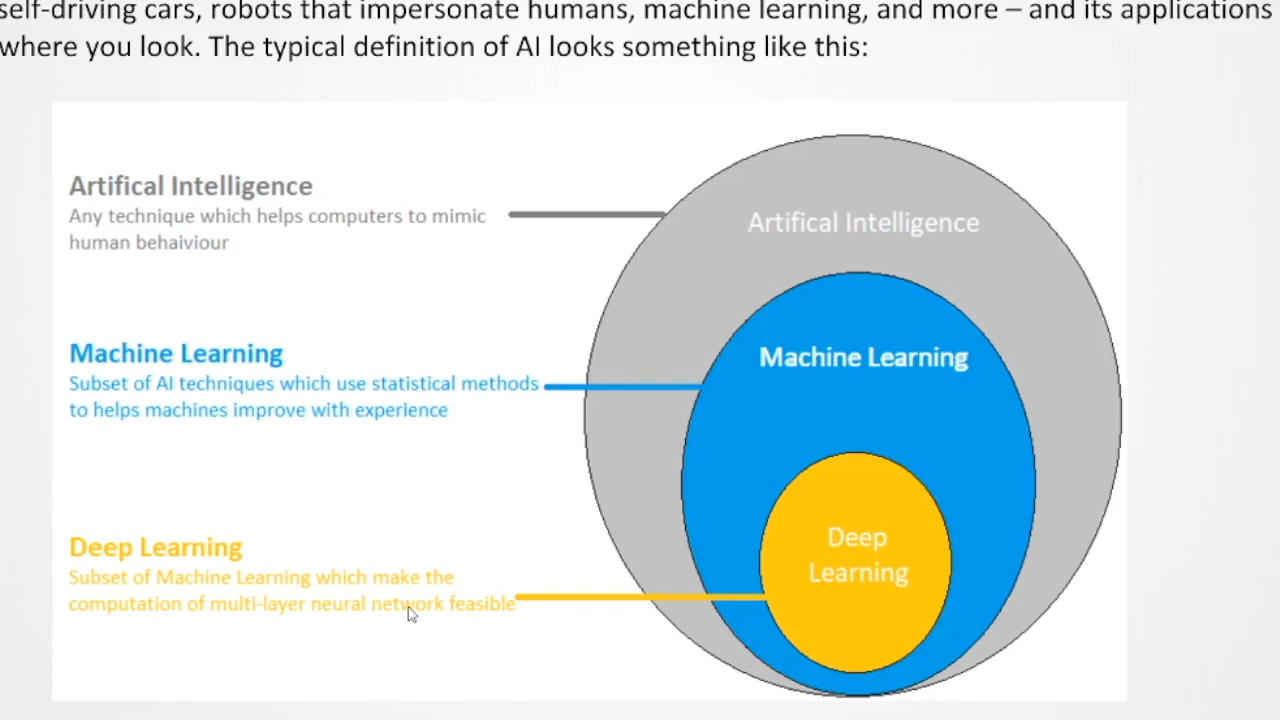 self-driving cars, robots that impersonate humans, machine learning, and more – and its applications
where you look. The typical definition of AI looks something like this:
Artifical Intelligence
Any technique which helps computers to mimic
human behaiviour
Artifical Intelligence
Machine Learning
Subset of AI techniques which use statistical methods
to helps machines improve with experience
Machine Learning
Deep Learning
Subset of Machine Learning which make the
computation of multi-layer neural network feasible
Deep
Learning